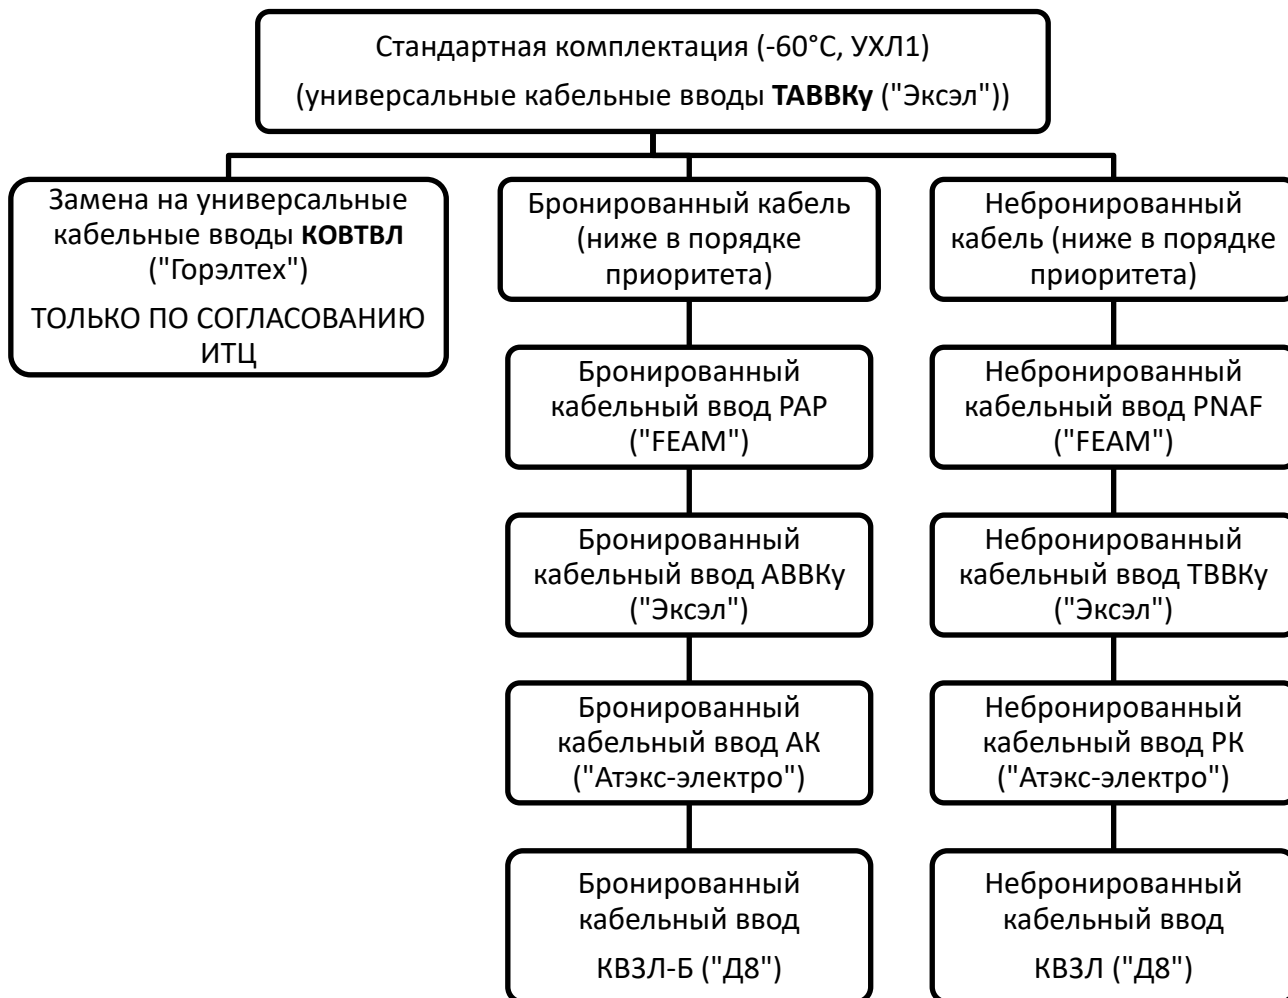 Стандартная комплектация (-60°С, УХЛ1)
(универсальные кабельные вводы ТАВВКу ("Эксэл"))
Замена на универсальные
кабельные вводы КОВТВЛ
("Горэлтех")
ТОЛЬКО ПО СОГЛАСОВАНИЮ
ИТЦ
Бронированный кабель
(ниже в порядке
приоритета)
Бронированный
кабельный ввод PAP
("FEAM")
Бронированный
кабельный ввод АВВКу
("Эксэл")
Бронированный
кабельный ввод АК
("Атэкс-электро")
Бронированный
кабельный ввод
КВЗЛ-Б ("Д8")
Небронированный
кабель (ниже в порядке
приоритета)
Небронированный
кабельный ввод PNAF
("FEAM")
Небронированный
кабельный ввод ТВВКу
("Эксэл")
Небронированный
кабельный ввод РК
("Атэкс-электро")
Небронированный
кабельный ввод
КВЗЛ ("Д8")